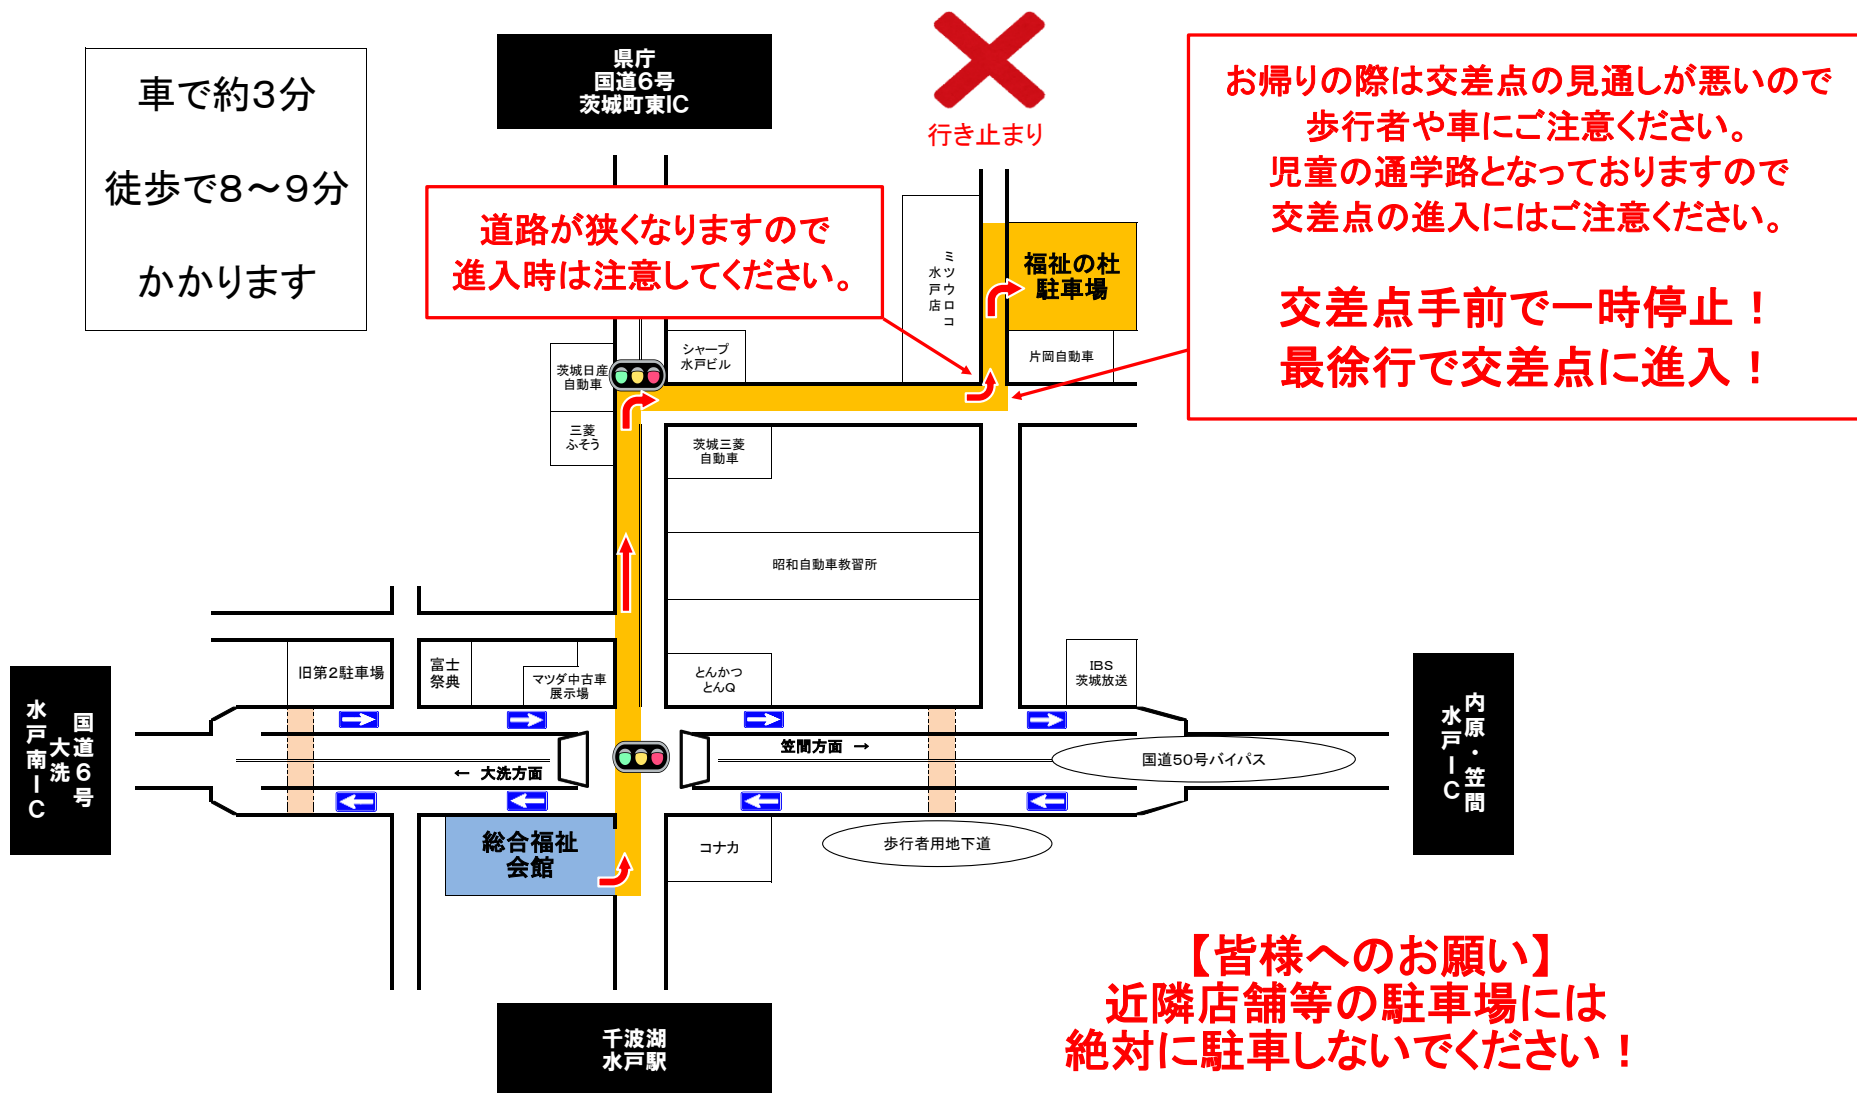 車で約3分
徒歩で8～9分
かかります
県庁
国道6号
茨城町東IC
行き止まり
お帰りの際は交差点の見通しが悪いので
歩行者や車にご注意ください。
児童の通学路となっておりますので
交差点の進入にはご注意ください。
交差点手前で一時停止！
最徐行で交差点に進入！
道路が狭くなりますので
進入時は注意してください。
ミツウロコ
水戸店
福祉の杜
駐車場
片岡自動車
シャープ
水戸ビル
茨城日産
自動車
三菱
ふそう
茨城三菱
自動車
昭和自動車教習所
旧第2駐車場
富士
祭典
マツダ中古車
展示場
とんかつ
とんQ
IBS
茨城放送
国道6号
大洗
水戸南IC
笠間方面 →
← 大洗方面
国道50号バイパス
内原・笠間
水戸IC
総合福祉
会館
コナカ
歩行者用地下道
千波湖
水戸駅
【皆様へのお願い】
近隣店舗等の駐車場には
絶対に駐車しないでください！